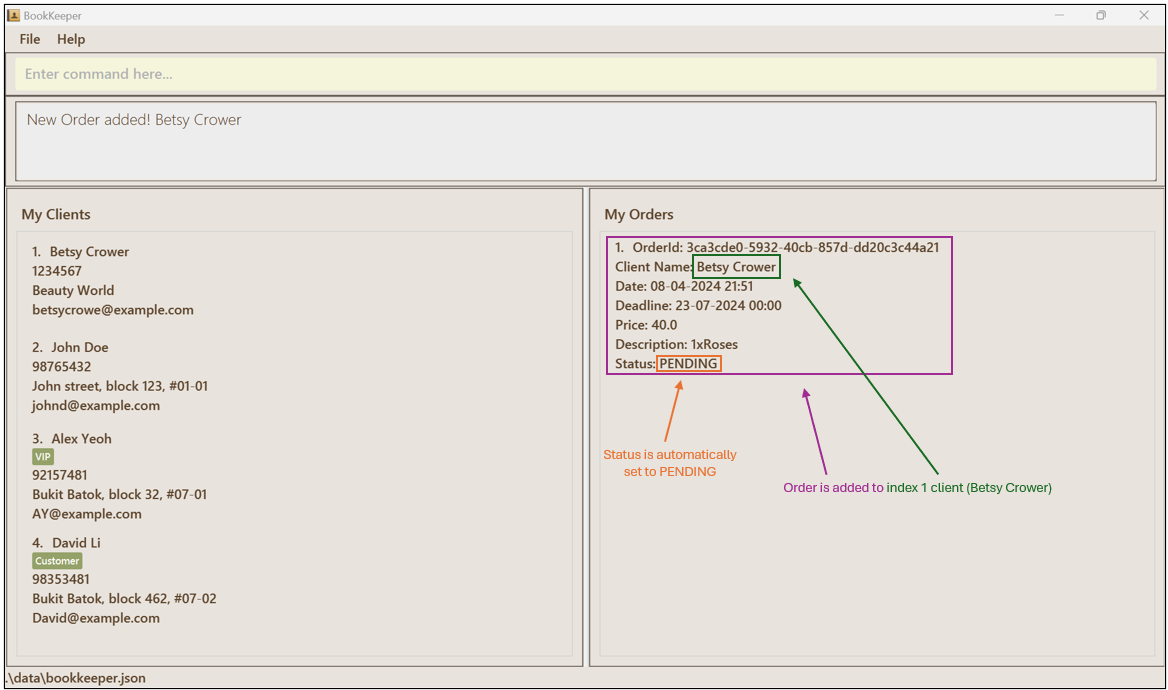 BookKeeper
File Help
Enter command here...
New Order added! Betsy Crower
My Clients
1. Betsy Crower
1234567
Beauty World
betsycrowe@example.com
2. John Doe
98765432
John street, block 123, #01-01
johnd@example.com
3. Alex Yeoh
VIP
92157481
Bukit Batok, block 32, #07-01
AY@example.com
4. David Li
Customer
98353481
Bukit Batok, block 462, #07-02
David@example.com
My Orders
1. OrderId: 3ca3cde0-5932-40cb-857d-dd20c3c44a21
Client Name: Betsy Crower
Date: 08-04-2024 21:51
Deadline: 23-07-2024 00:00
Price: 40.0
Description: 1xRoses
Status: PENDING
Status is automatically
set to PENDING
Order is added to index 1 client (Betsy Crower)
.\data\bookkeeper.json